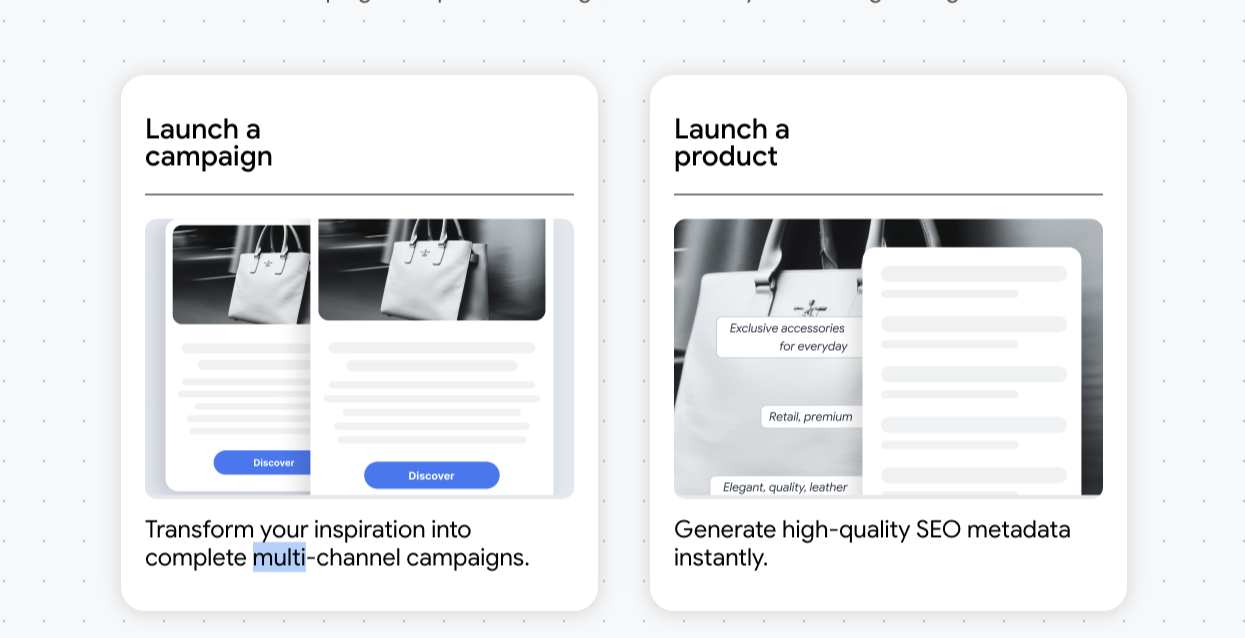 Launch a
campaign
Discover
Discover
Transform your inspiration into
complete multi-channel campaigns.
Launch a
product
Exclusive accessories
for everyday
Retail, premium
Elegant, quality, leather
Generate high-quality SEO metadata
instantly.